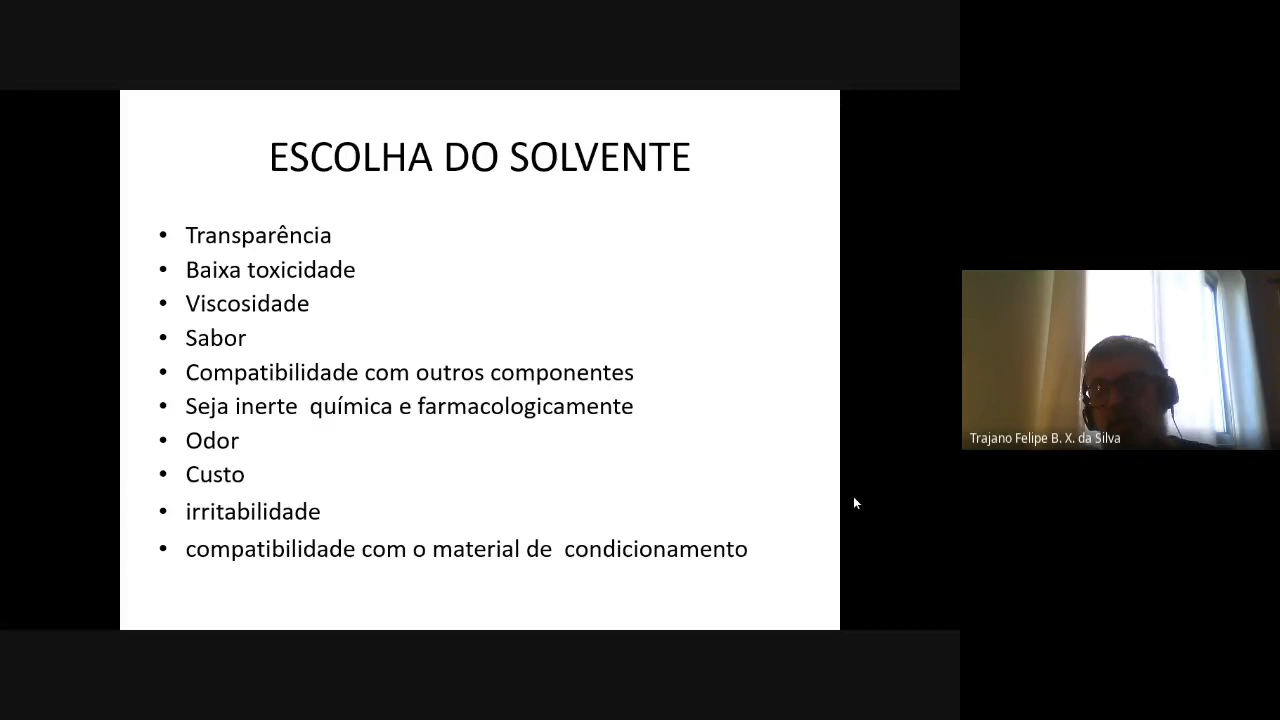 ESCOLHA DO SOLVENTE
• Transparência
• Baixa toxicidade
• Viscosidade
• Sabor
• Compatibilidade com outros componentes
• Seja inerte  química e farmacologicamente
• Odor
• Custo
• irritabilidade
• compatibilidade com o material de  condicionamento
Trajano Felipe B. X. da Silva